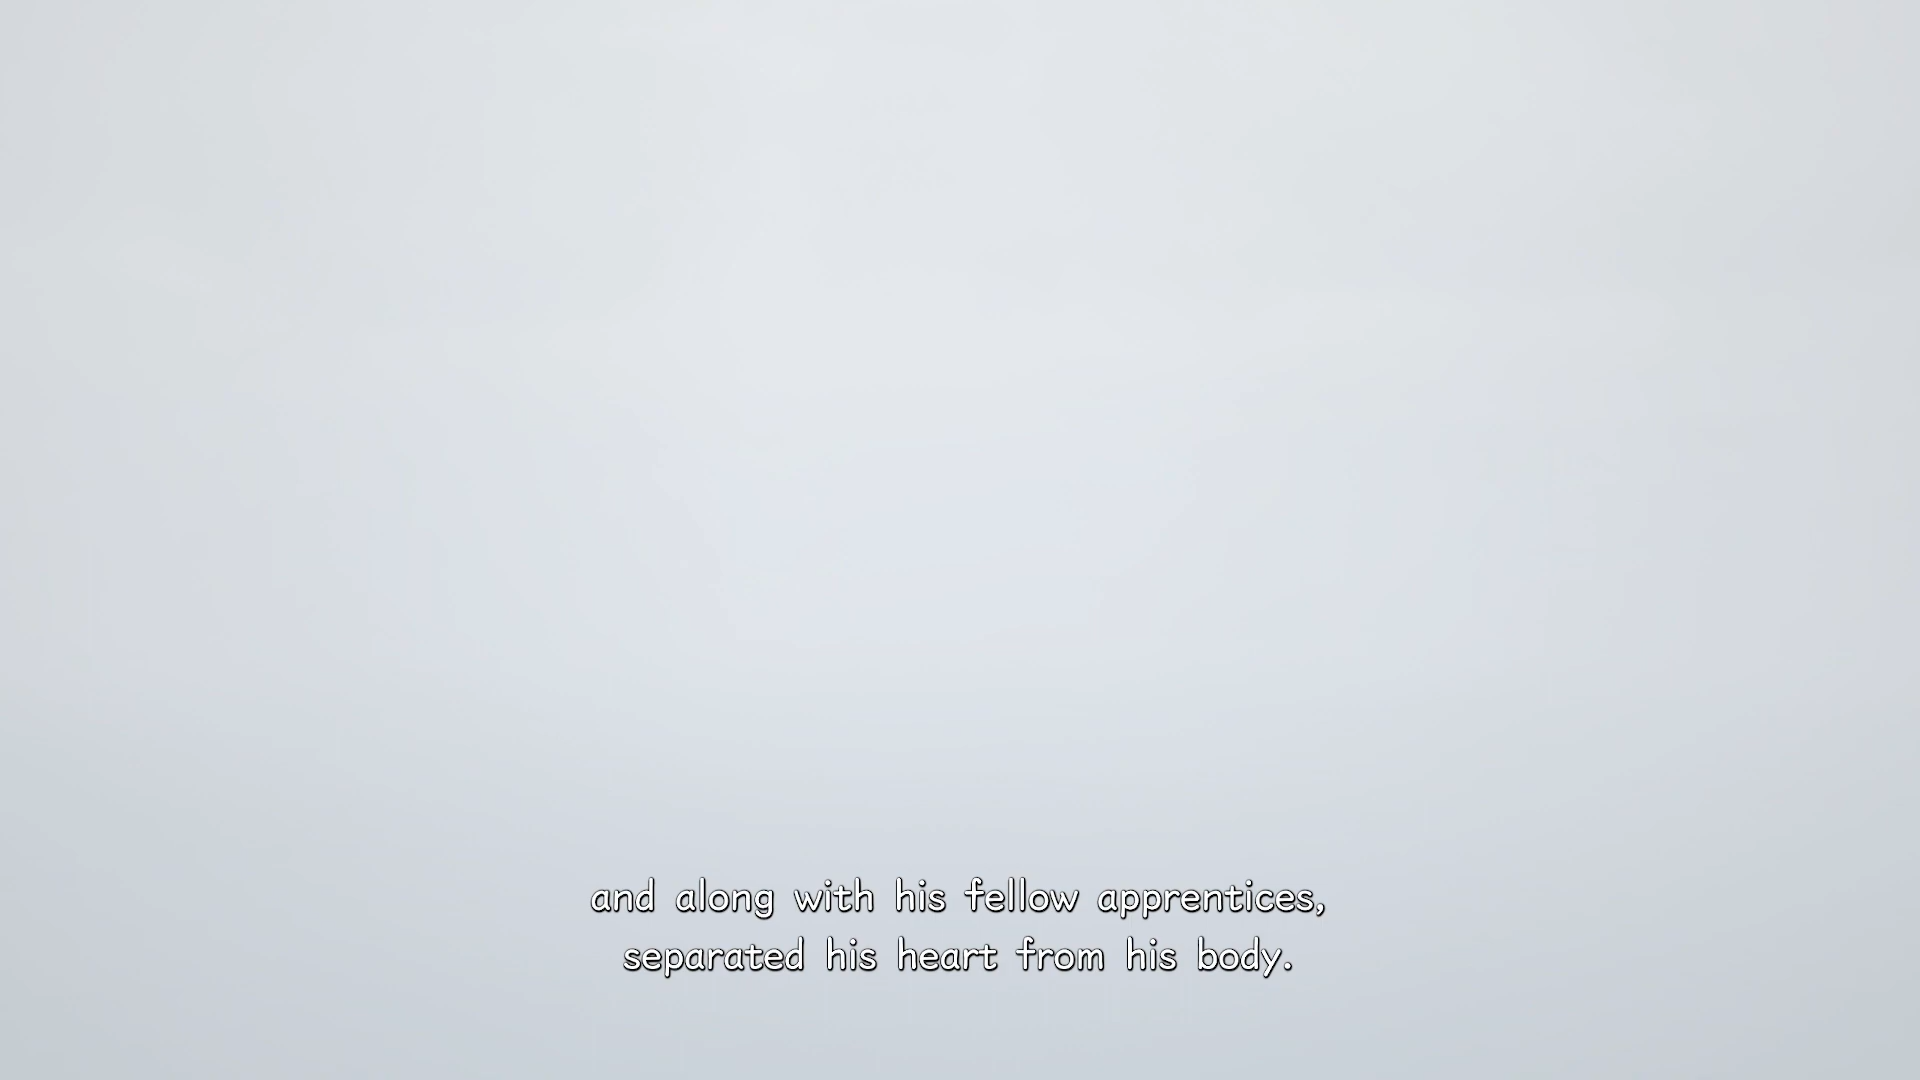 and along with his fellow apprentices,
separated his heart from his body.